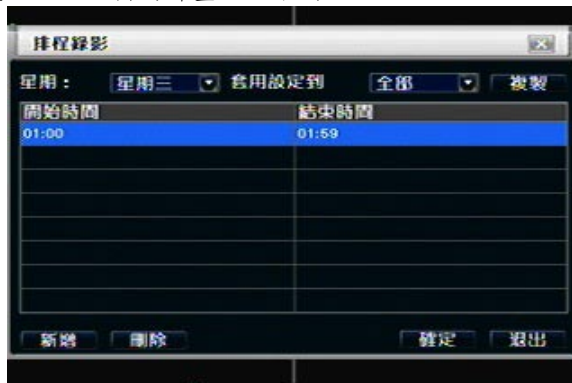 排程錄影
星期： 星期三 套用設定到 全部 複製
開始時間 結束時間
01:00 01:59
新增 刪除 確定 退出